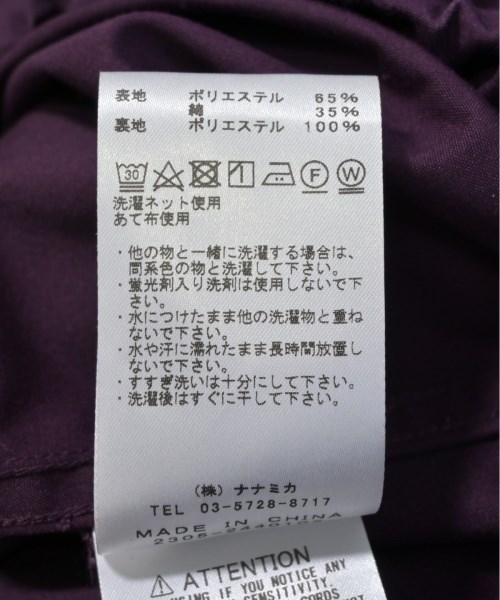 表地 ポリエステル 65%
綿 35%
裏地 ポリエステル 100%
30 F W
洗濯ネット使用
あて布使用
・他の物と一緒に洗濯する場合は、
同系色の物と洗濯して下さい。
・蛍光剤入り洗剤は使用しないで下
さい。
・水につけたまま他の洗濯物と重ね
ないで下さい。
・水や汗に濡れたまま長時間放置し
ないで下さい。
・すすぎ洗いは十分にして下さい。
・洗濯後はすぐに干して下さい。
(株) ナナミカ
TEL 03-5728-8717
MADE IN CHINA
ATTENTION
USING IF YOU NOTICE ANY
SENSITIVITY.
CORDS